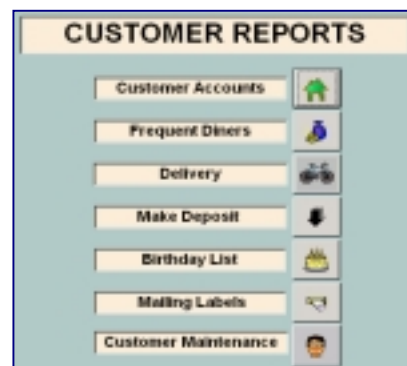 CUSTOMER REPORTS
Customer Accounts
Frequent Diners
Delivery
Make Deposit
Birthday List
Mailing Labels
Customer Maintenance